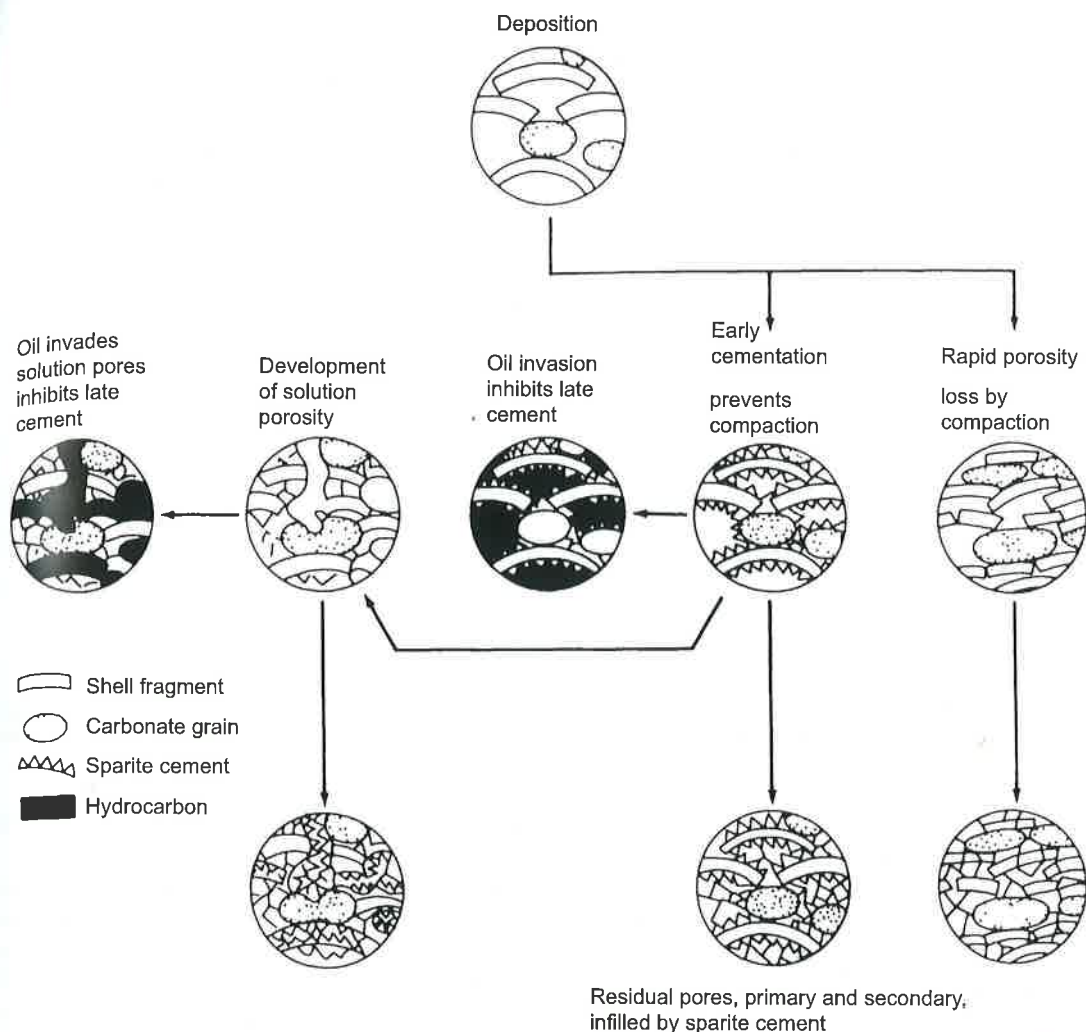 Deposition
Oil invades
solution pores
inhibits late
cement
Development
of solution
porosity
Oil invasion
inhibits late
cement
Early
cementation
prevents
compaction
Rapid porosity
loss by
compaction
Shell fragment
Carbonate grain
Sparite cement
Hydrocarbon
Residual pores, primary and secondary,
infilled by sparite cement